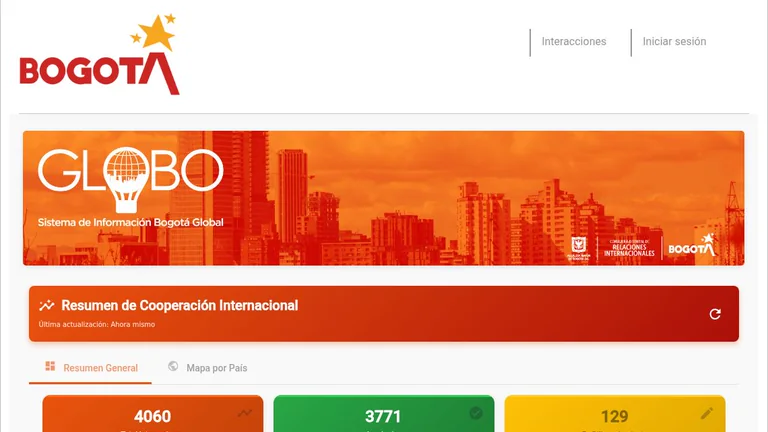 BOGOTA
Interacciones
Iniciar sesión
GLOBO
Sistema de Información Bogotá Global
RELACIONES
INTERNACIONALES
BOGOTA
Resumen de Cooperación Internacional
Última actualización: Ahora mismo
Resumen General
Mapa por País
4060
3771
129